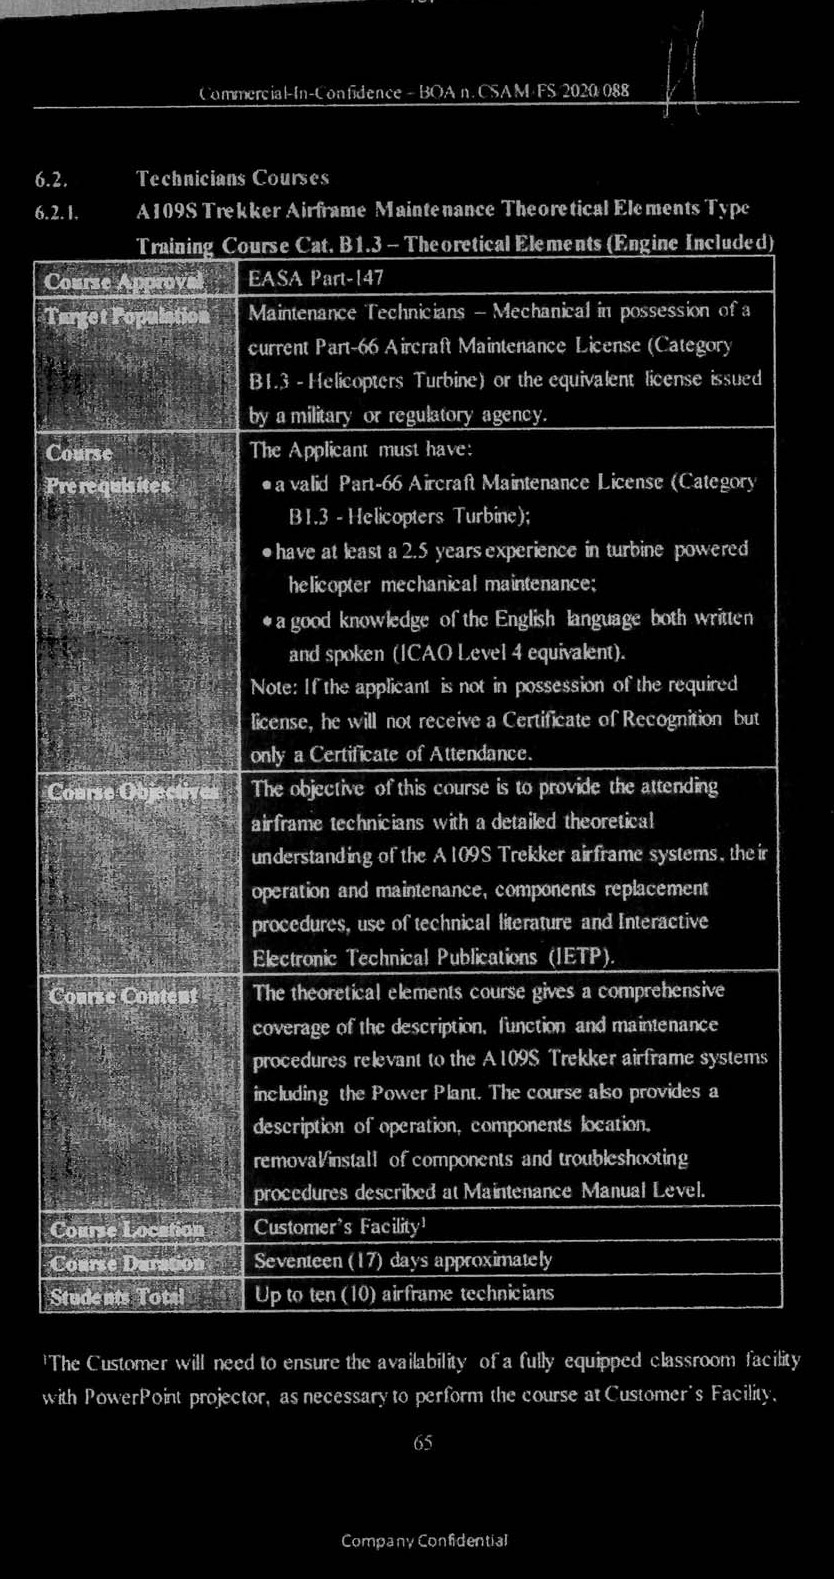 Commercial-In-Confidence - BOA n. CSAM-FS-2020/088
6.2. Technicians Courses
6.2.1. A109S Trekker Airframe Maintenance Theoretical Elements Type
Training Course Cat. B1.3 – Theoretical Elements (Engine Included)
Course Approval EASA Part-147
Target Population Maintenance Technicians – Mechanical in possession of a
current Part-66 Aircraft Maintenance License (Category
B1.3 - Helicopters Turbine) or the equivalent license issued
by a military or regulatory agency.
Course The Applicant must have:
Prerequisites • a valid Part-66 Aircraft Maintenance License (Category
B1.3 - Helicopters Turbine);
• have at least a 2.5 years experience in turbine powered
helicopter mechanical maintenance;
• a good knowledge of the English language both written
and spoken (ICAO Level 4 equivalent).
Note: If the applicant is not in possession of the required
license, he will not receive a Certificate of Recognition but
only a Certificate of Attendance.
Course Objectives The objective of this course is to provide the attending
airframe technicians with a detailed theoretical
understanding of the A109S Trekker airframe systems, their
operation and maintenance, components replacement
procedures, use of technical literature and Interactive
Electronic Technical Publications (IETP).
Course Content The theoretical elements course gives a comprehensive
coverage of the description, function and maintenance
procedures relevant to the A109S Trekker airframe systems
including the Power Plant. The course also provides a
description of operation, components location,
removal/install of components and troubleshooting
procedures described at Maintenance Manual Level.
Course Location Customer's Facility¹
Course Duration Seventeen (17) days approximately
Students Total Up to ten (10) airframe technicians
¹The Customer will need to ensure the availability of a fully equipped classroom facility
with PowerPoint projector, as necessary to perform the course at Customer's Facility.
65
Company Confidential